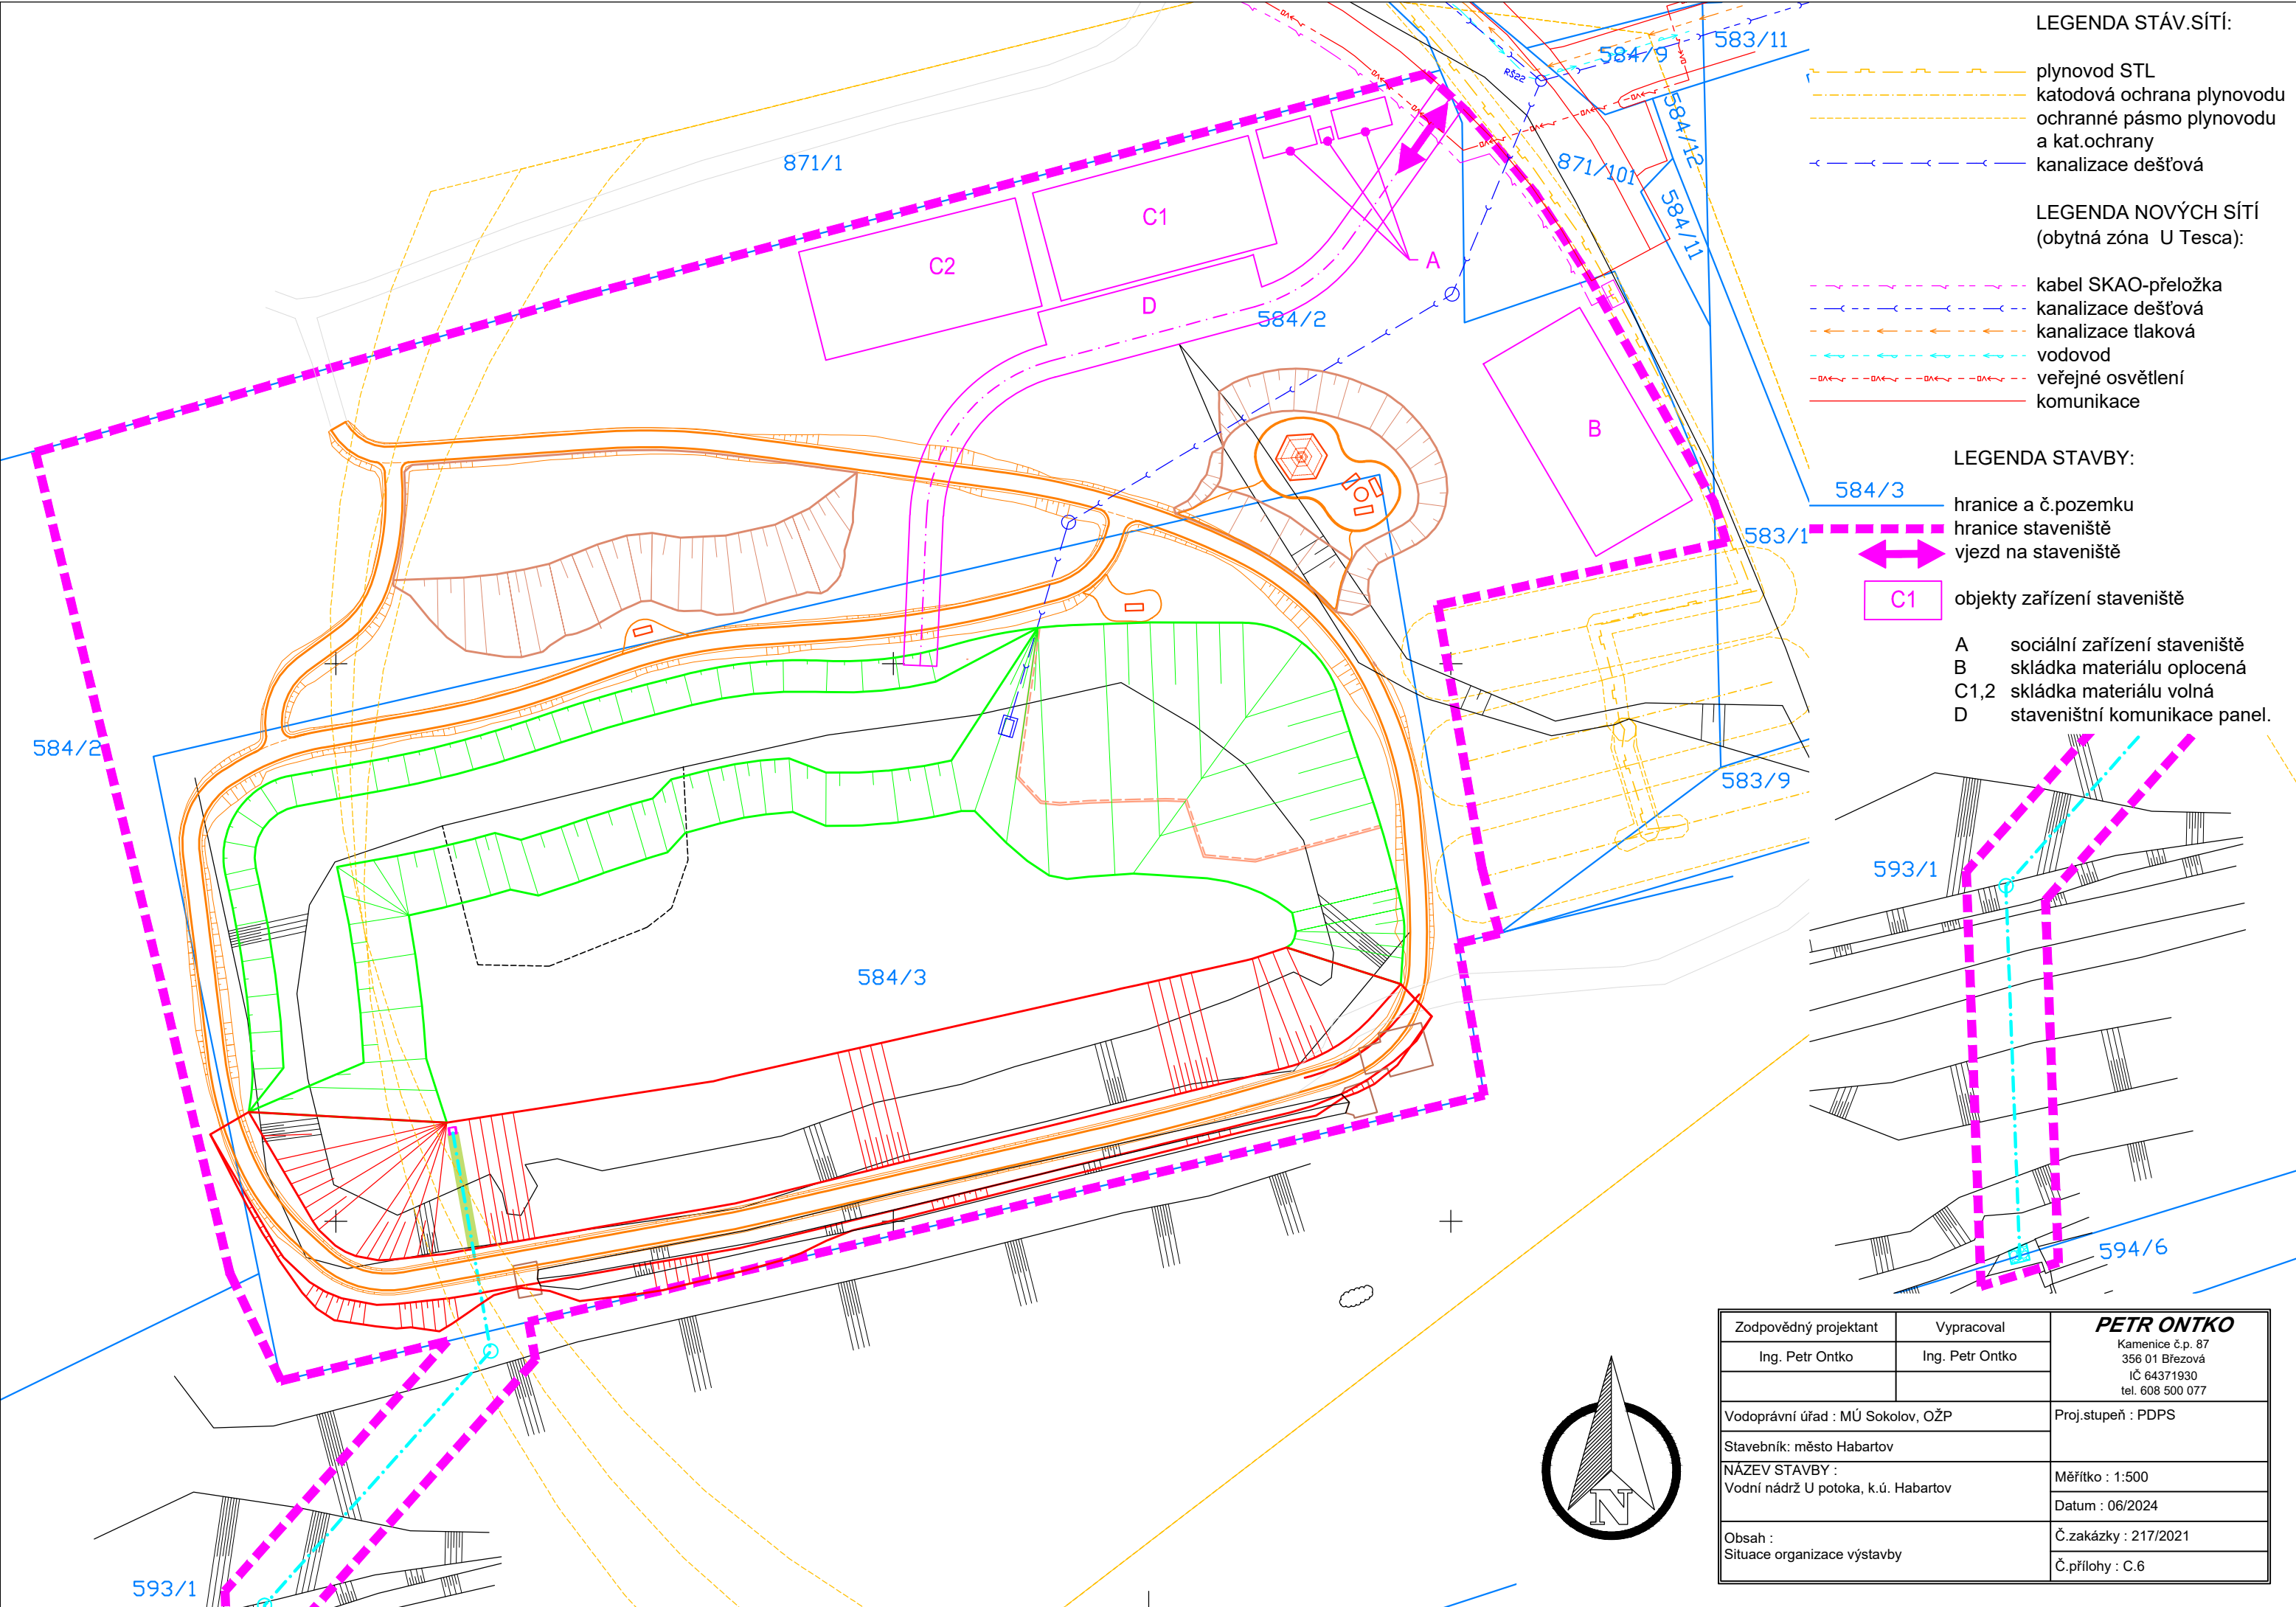 LEGENDA STÁV.SÍTÍ:
plynovod STL
katodová ochrana plynovodu
ochranné pásmo plynovodu
a kat.ochrany
kanalizace dešťová
LEGENDA NOVÝCH SÍTÍ
(obytná zóna U Tesca):
kabel SKAO-přeložka
kanalizace dešťová
kanalizace tlaková
vodovod
veřejné osvětlení
komunikace
LEGENDA STAVBY:
584/3
hranice a č.pozemku
hranice staveniště
vjezd na staveniště
C1
objekty zařízení staveniště
A sociální zařízení staveniště
B skládka materiálu oplocená
C1,2 skládka materiálu volná
D staveništní komunikace panel.
584/9
583/11
RŠ22
584/12
871/1
871/101
584/11
C1
C2
A
D
584/2
B
583/1
584/2
583/9
584/3
593/1
594/6
593/1
N
Zodpovědný projektant
Vypracoval
Ing. Petr Ontko
Ing. Petr Ontko
PETR ONTKO
Kamenice č.p. 87
356 01 Březová
IČ 64371930
tel. 608 500 077
Vodoprávní úřad : MÚ Sokolov, OŽP
Proj.stupeň : PDPS
Stavebník: město Habartov
NÁZEV STAVBY :
Vodní nádrž U potoka, k.ú. Habartov
Měřítko : 1:500
Datum : 06/2024
Obsah :
Situace organizace výstavby
Č.zakázky : 217/2021
Č.přílohy : C.6